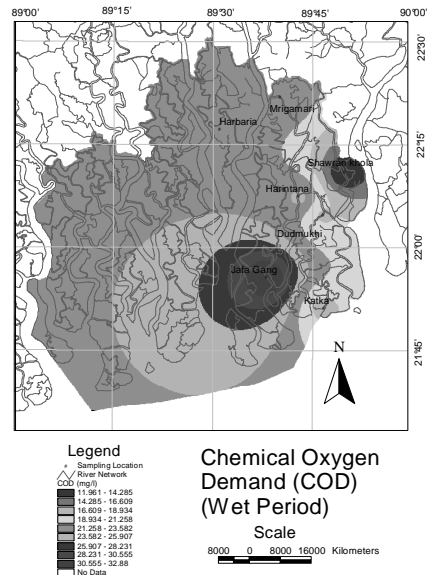 89°00' 89°15' 89°30' 89°45' 90°00'
22°30'
Mrigamari
Harbaria
22°15'
Shawran khola
Harintana
Dudmukhi
22°00'
Jafa Gang
Katka
21°45'
N
Legend
Sampling Location
River Network
COD (mg/l)
11.961 - 14.285
14.285 - 16.609
16.609 - 18.934
18.934 - 21.258
21.258 - 23.582
23.582 - 25.907
25.907 - 28.231
28.231 - 30.555
30.555 - 32.88
No Data
Chemical Oxygen
Demand (COD)
(Wet Period)
Scale
8000 0 8000 16000 Kilometers